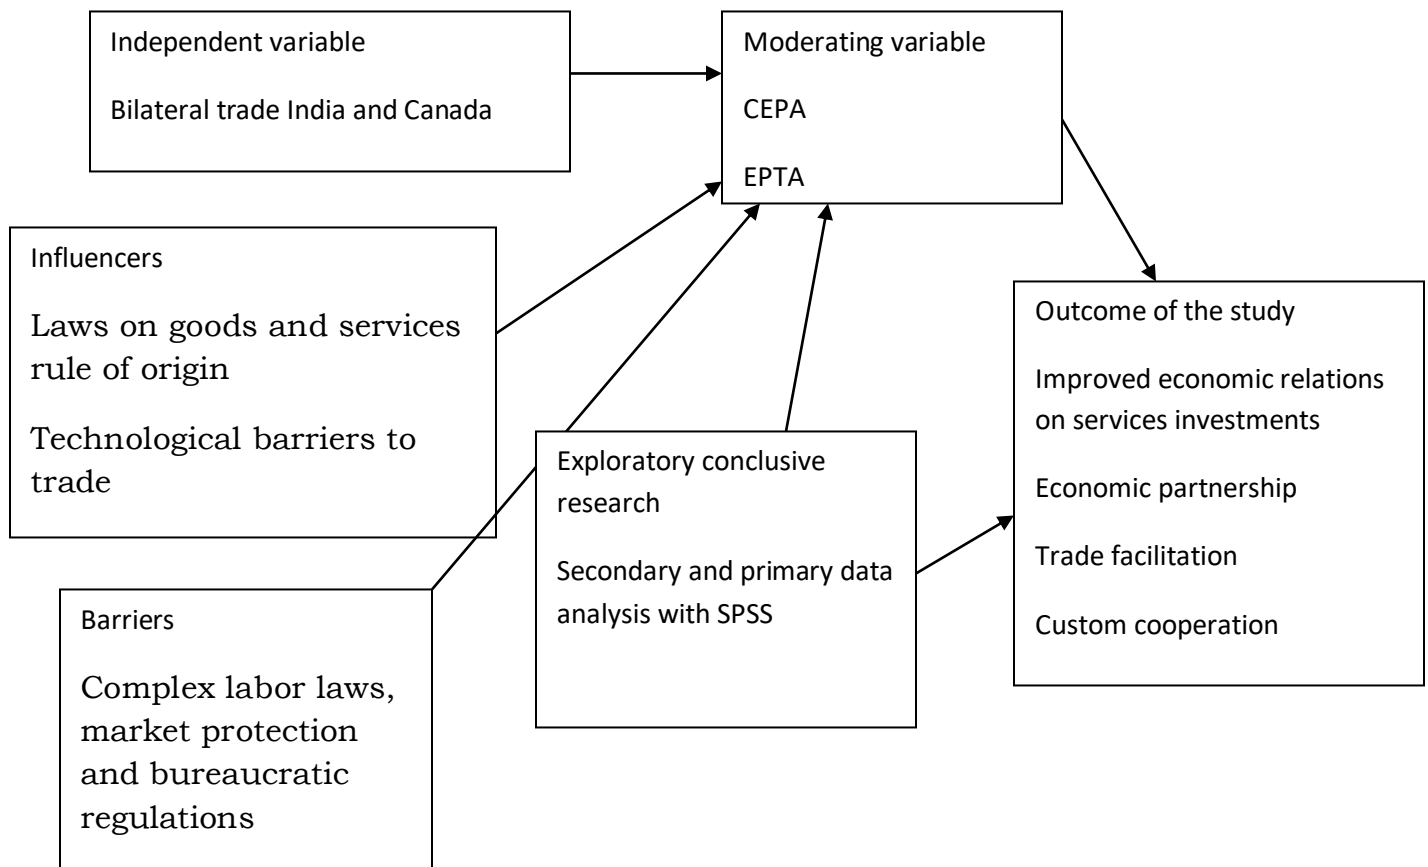 Independent variable
Bilateral trade India and Canada
Moderating variable
CEPA
EPTA
Influencers
Laws on goods and services
rule of origin
Technological barriers to
trade
Barriers
Complex labor laws,
market protection
and bureaucratic
regulations
Exploratory conclusive
research
Secondary and primary data
analysis with SPSS
Outcome of the study
Improved economic relations
on services investments
Economic partnership
Trade facilitation
Custom cooperation